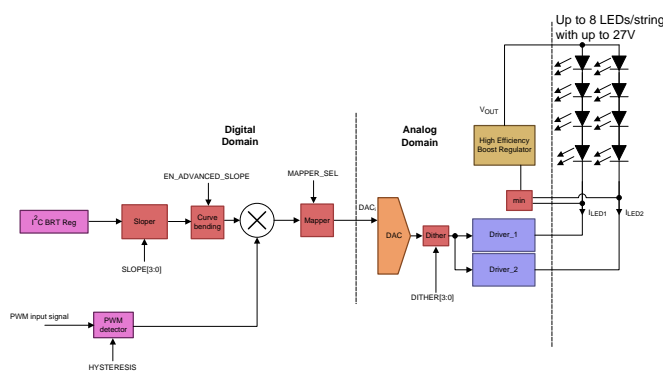 Up to 8 LEDs/string
with up to 27V
VOUT
Digital
Domain
Analog
Domain
High Efficiency
Boost Regulator
EN_ADVANCED_SLOPE
MAPPER_SEL
min
ILED1
ILED2
I2C BRT Reg
Sloper
Curve
bending
Mapper
DACi
DAC
Dither
Driver_1
Driver_2
SLOPE[3:0]
DITHER[3:0]
PWM input signal
PWM
detector
HYSTERESIS